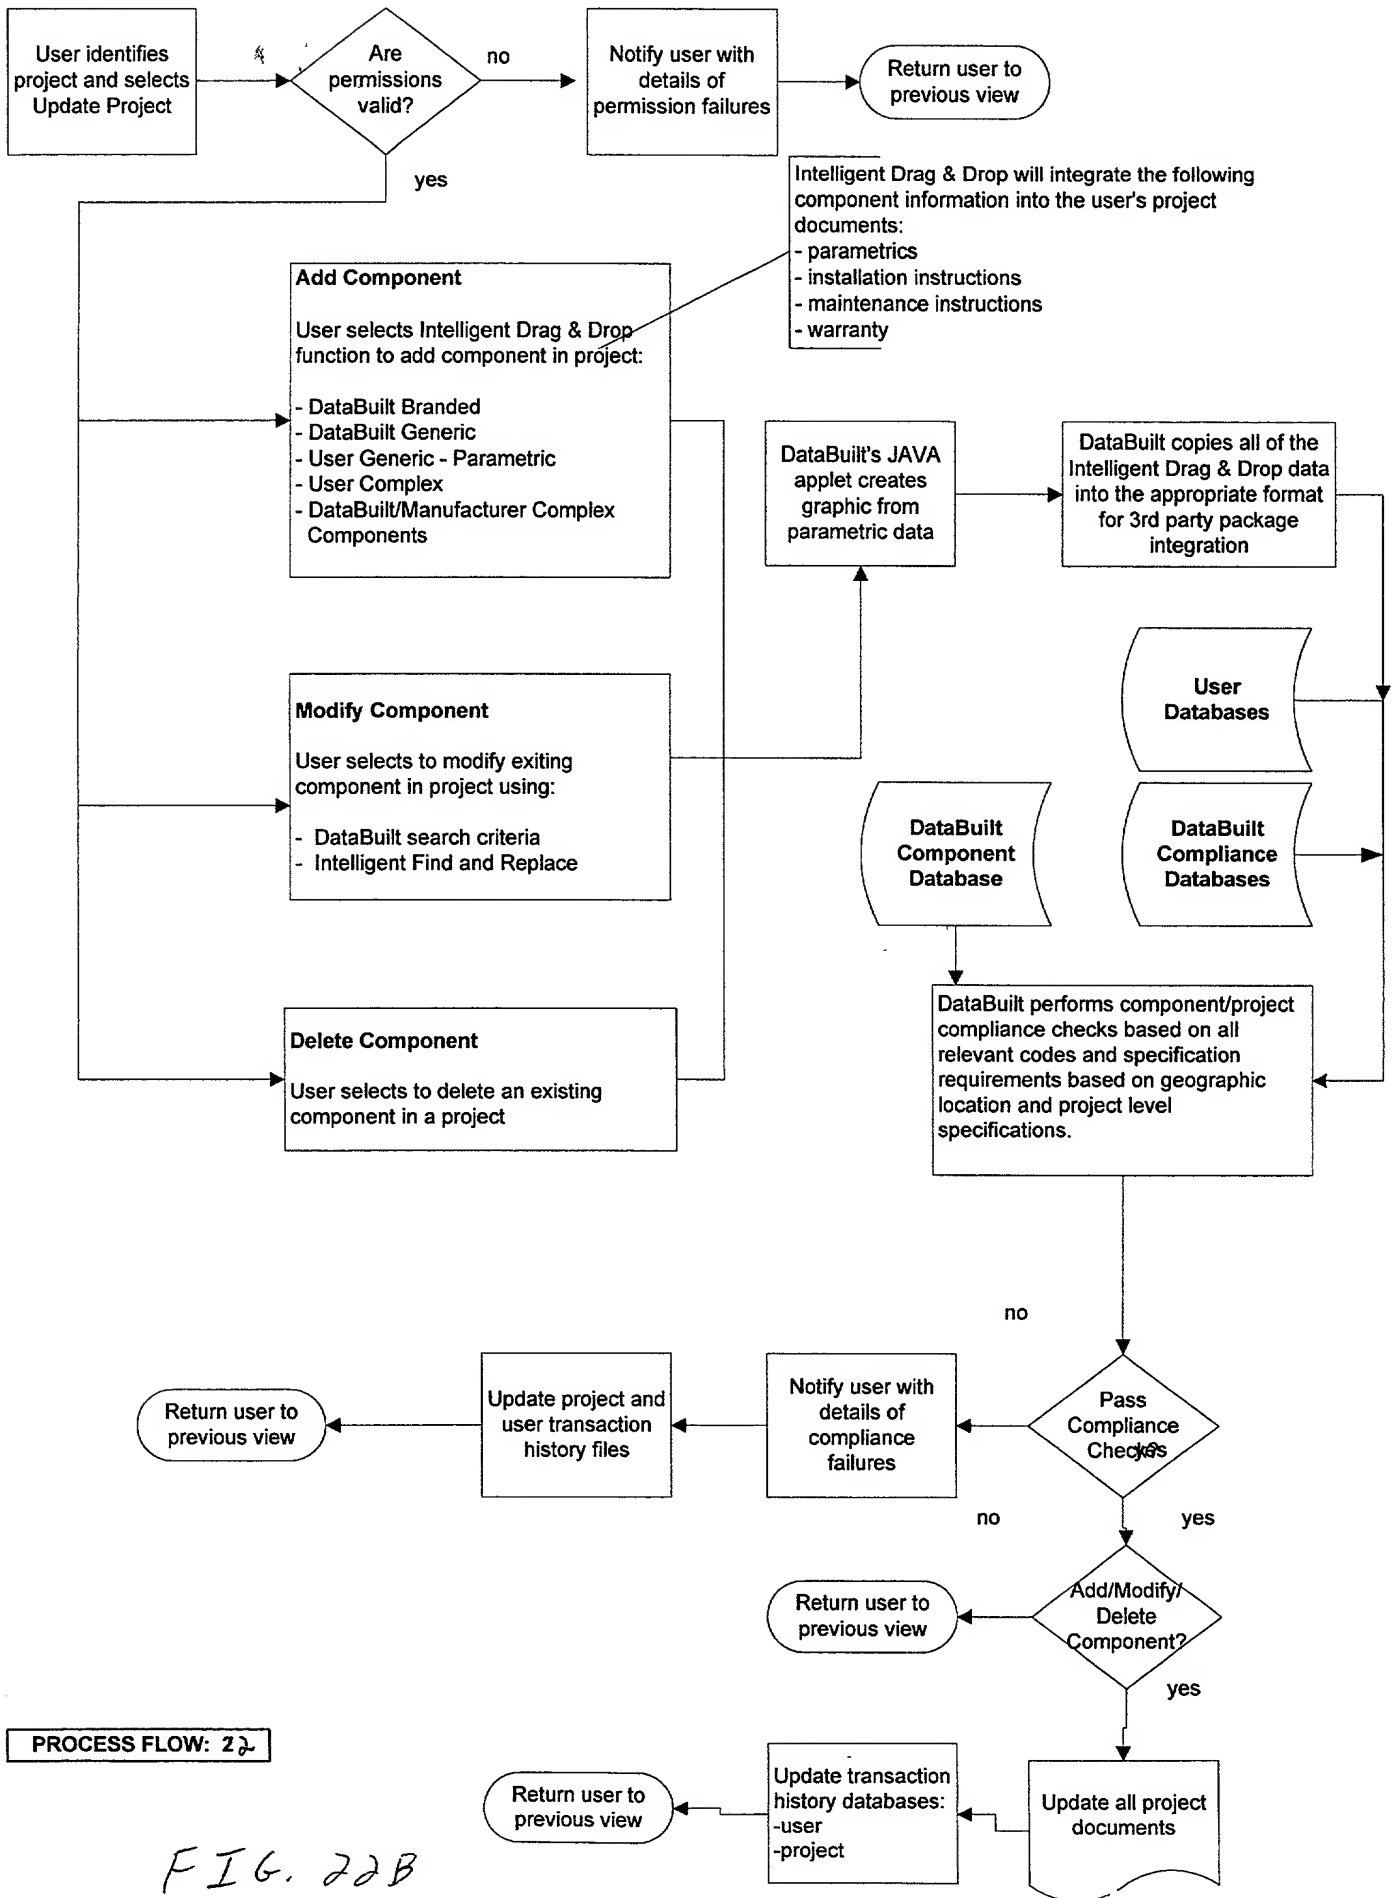 User identifies
project and selects
Update Project
Are
permissions
valid?
no
Notify user with
details of
permission failures
Return user to
previous view
yes
Intelligent Drag & Drop will integrate the following
component information into the user's project
documents:
- parametrics
- installation instructions
- maintenance instructions
- warranty
Add Component
User selects Intelligent Drag & Drop
function to add component in project:
- DataBuilt Branded
- DataBuilt Generic
- User Generic - Parametric
- User Complex
- DataBuilt/Manufacturer Complex
Components
DataBuilt's JAVA
applet creates
graphic from
parametric data
DataBuilt copies all of the
Intelligent Drag & Drop data
into the appropriate format
for 3rd party package
integration
User
Databases
Modify Component
User selects to modify exiting
component in project using:
- DataBuilt search criteria
- Intelligent Find and Replace
DataBuilt
Component
Database
DataBuilt
Compliance
Databases
Delete Component
User selects to delete an existing
component in a project
DataBuilt performs component/project
compliance checks based on all
relevant codes and specification
requirements based on geographic
location and project level
specifications.
no
Pass
Compliance
Checks?
yes
Notify user with
details of
compliance
failures
Update project and
user transaction
history files
Return user to
previous view
no
yes
Add/Modify/
Delete
Component?
Return user to
previous view
yes
Update all project
documents
Update transaction
history databases:
-user
-project
Return user to
previous view
PROCESS FLOW: 22
FIG. 22B